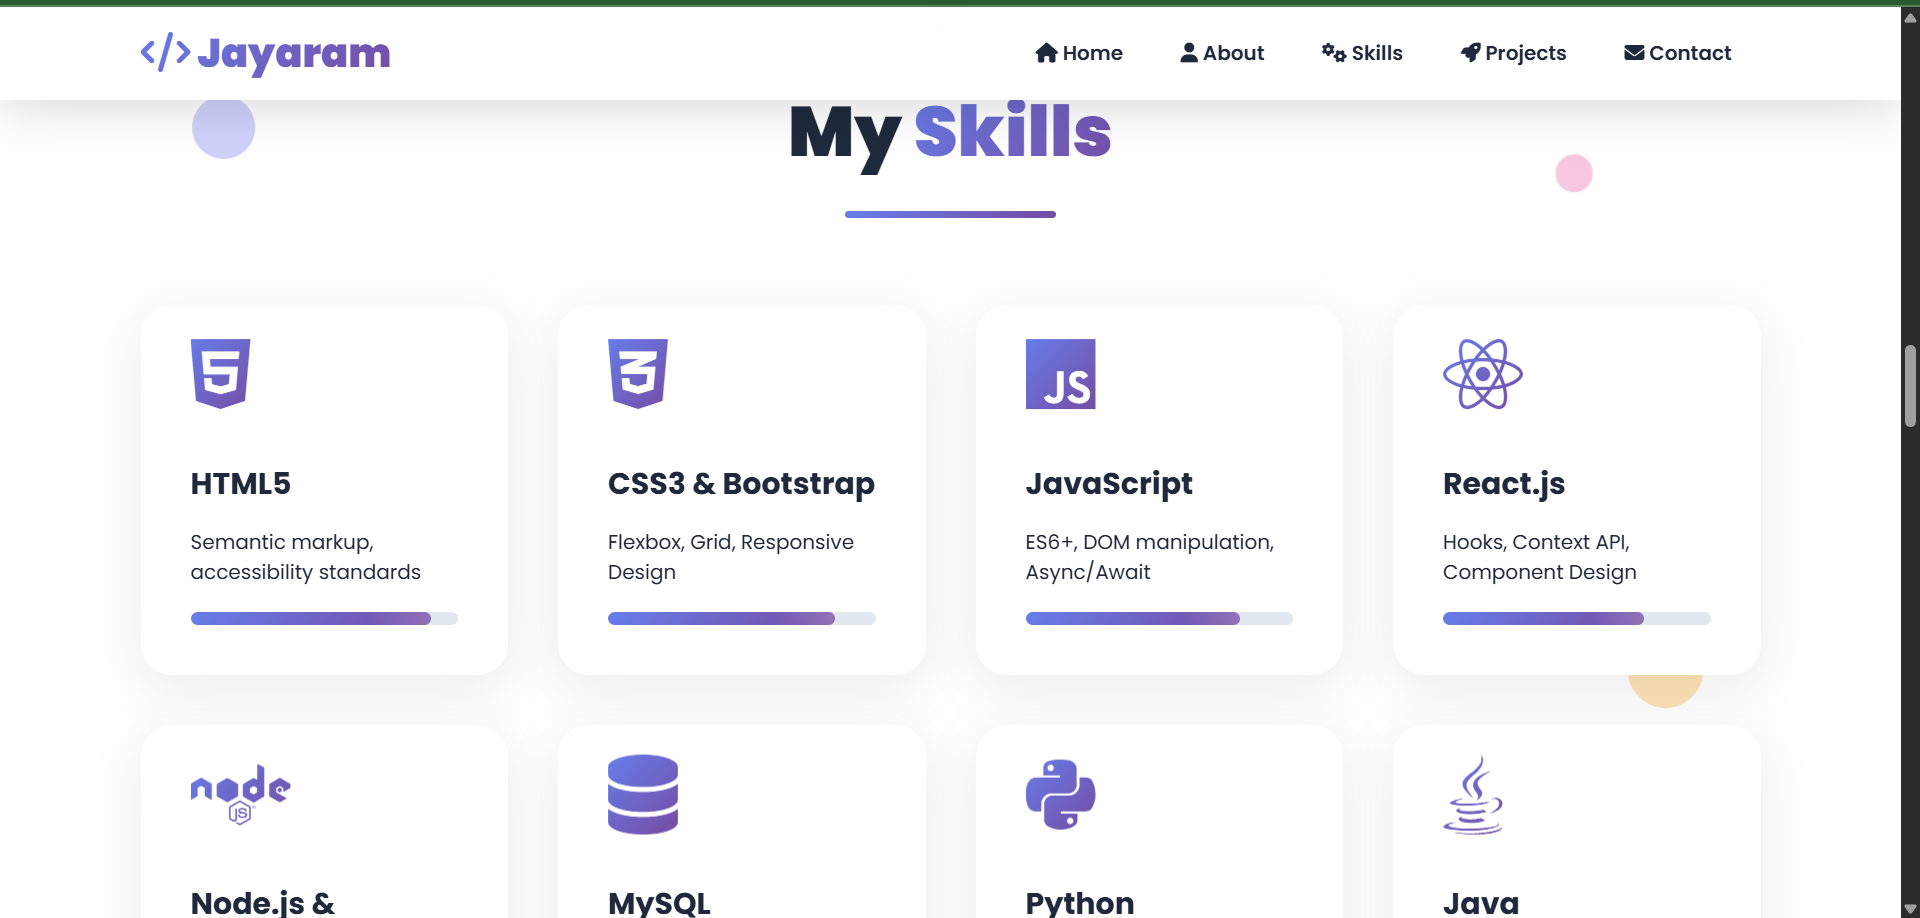 </> Jayaram
Home
About
Skills
Projects
Contact
My Skills
HTML5
Semantic markup,
accessibility standards
CSS3 & Bootstrap
Flexbox, Grid, Responsive
Design
JS
JavaScript
ES6+, DOM manipulation,
Async/Await
React.js
Hooks, Context API,
Component Design
node
JS
Node.js &
MySQL
Python
Java